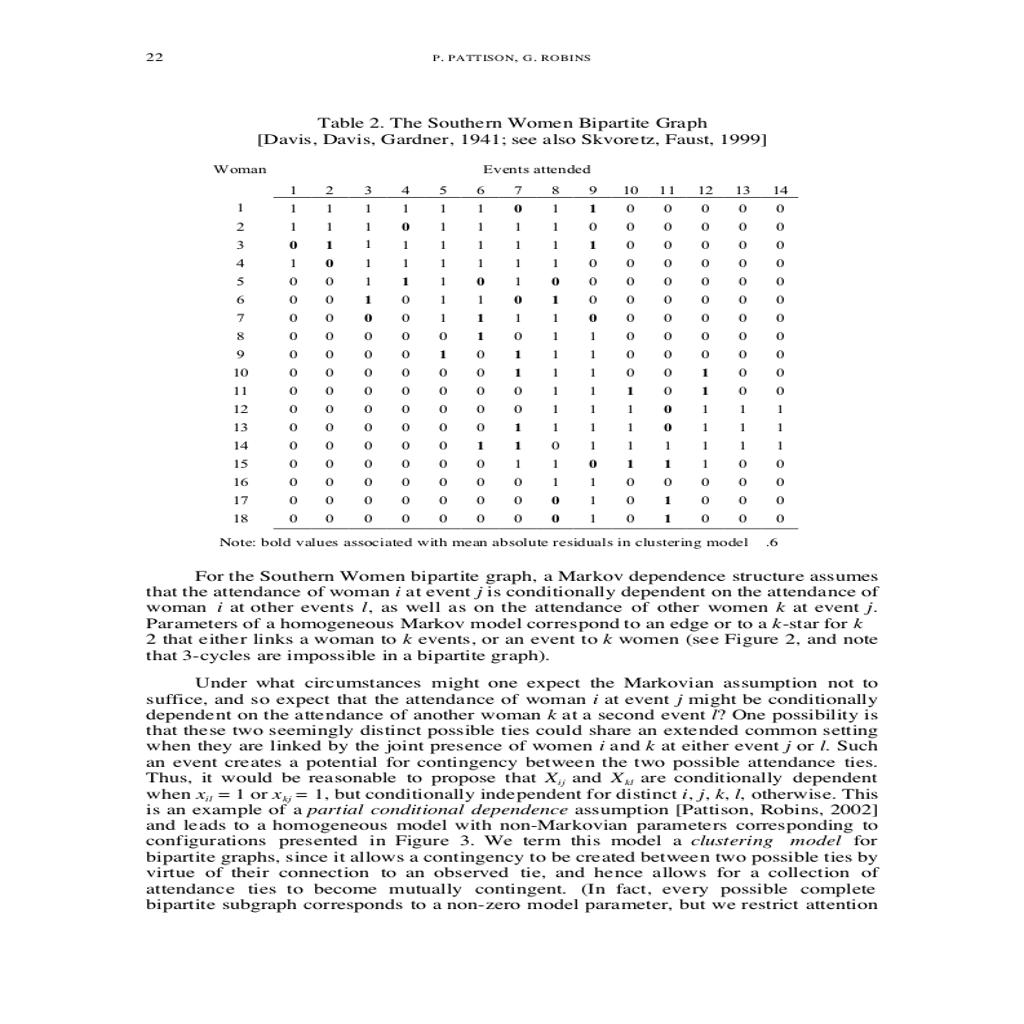 22
P. PATTISON, G. ROBINS
Table 2. The Southern Women Bipartite Graph
[Davis, Davis, Gardner, 1941; see also Skvoretz, Faust, 1999]
Woman Events attended
1 2 3 4 5 6 7 8 9 10 11 12 13 14
1 1 1 1 1 1 1 0 1 1 0 0 0 0 0
2 1 1 1 0 1 1 1 1 0 0 0 0 0 0
3 0 1 1 1 1 1 1 1 1 0 0 0 0 0
4 1 0 1 1 1 1 1 1 0 0 0 0 0 0
5 0 0 1 1 1 0 1 0 0 0 0 0 0 0
6 0 0 1 0 1 1 0 1 0 0 0 0 0 0
7 0 0 0 0 1 1 1 1 0 0 0 0 0 0
8 0 0 0 0 0 1 0 1 1 0 0 0 0 0
9 0 0 0 0 1 0 1 1 1 0 0 0 0 0
10 0 0 0 0 0 0 1 1 1 0 0 1 0 0
11 0 0 0 0 0 0 0 1 1 1 0 1 0 0
12 0 0 0 0 0 0 0 1 1 1 0 1 1 1
13 0 0 0 0 0 0 1 1 1 1 0 1 1 1
14 0 0 0 0 0 1 1 0 1 1 1 1 1 1
15 0 0 0 0 0 0 1 1 0 1 1 1 0 0
16 0 0 0 0 0 0 0 1 1 0 0 0 0 0
17 0 0 0 0 0 0 0 0 1 0 1 0 0 0
18 0 0 0 0 0 0 0 0 1 0 1 0 0 0
Note: bold values associated with mean absolute residuals in clustering model .6
For the Southern Women bipartite graph, a Markov dependence structure assumes
that the attendance of woman i at event j is conditionally dependent on the attendance of
woman i at other events l, as well as on the attendance of other women k at event j.
Parameters of a homogeneous Markov model correspond to an edge or to a k-star for k
2 that either links a woman to k events, or an event to k women (see Figure 2, and note
that 3-cycles are impossible in a bipartite graph).
Under what circumstances might one expect the Markovian assumption not to
suffice, and so expect that the attendance of woman i at event j might be conditionally
dependent on the attendance of another woman k at a second event l? One possibility is
that these two seemingly distinct possible ties could share an extended common setting
when they are linked by the joint presence of women i and k at either event j or l. Such
an event creates a potential for contingency between the two possible attendance ties.
Thus, it would be reasonable to propose that Xij and Xkl are conditionally dependent
when xil = 1 or xkj = 1, but conditionally independent for distinct i, j, k, l, otherwise. This
is an example of a partial conditional dependence assumption [Pattison, Robins, 2002]
and leads to a homogeneous model with non-Markovian parameters corresponding to
configurations presented in Figure 3. We term this model a clustering model for
bipartite graphs, since it allows a contingency to be created between two possible ties by
virtue of their connection to an observed tie, and hence allows for a collection of
attendance ties to become mutually contingent. (In fact, every possible complete
bipartite subgraph corresponds to a non-zero model parameter, but we restrict attention